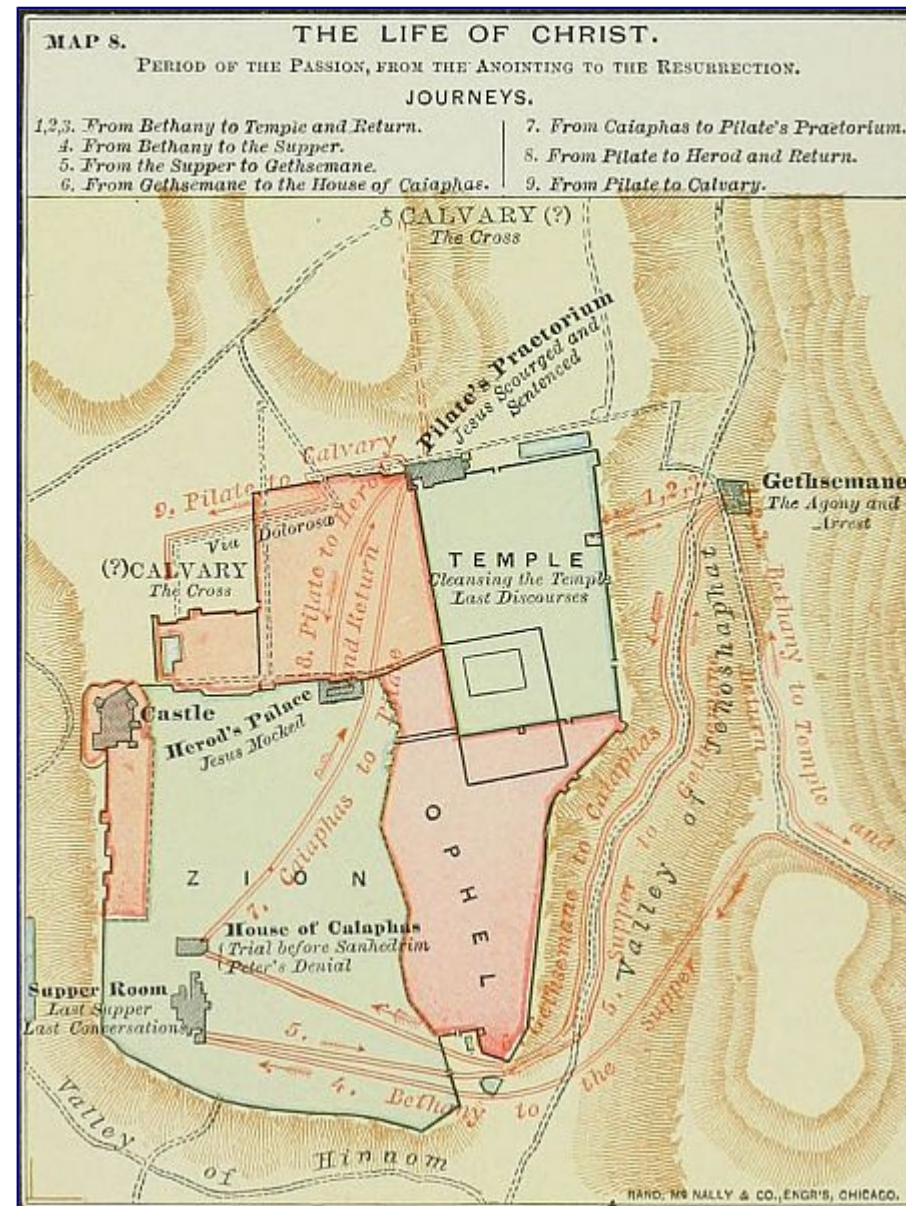 MAP 8.
THE LIFE OF CHRIST.
PERIOD OF THE PASSION, FROM THE ANOINTING TO THE RESURRECTION.
JOURNEYS.
1,2,3. From Bethany to Temple and Return.
4. From Bethany to the Supper.
5. From the Supper to Gethsemane.
6. From Gethsemane to the House of Caiaphas.
7. From Caiaphas to Pilate's Praetorium.
8. From Pilate to Herod and Return.
9. From Pilate to Calvary.
CALVARY (?)
The Cross
Pilate's Praetorium
Jesus Scourged and
Sentenced
9. Pilate to Calvary
Via Dolorosa
(?)CALVARY
The Cross
8. Pilate to Herod
and Return
TEMPLE
Cleansing the Temple
Last Discourses
1,2,3
Gethsemane
The Agony and
Arrest
Bethany to Temple and
Return
Castle
Herod's Palace
Jesus Mocked
7. Caiaphas to Pilate
ZION
OPHEL
House of Caiaphas
Trial before Sanhedrim
Peter's Denial
Supper Room
Last Supper
Last Conversations
Gethsemane to Caiaphas
5. Supper to Gethsemane
Valley of Jehoshaphat
5.
4. Bethany to the Supper
Valley of Hinnom
RAND, McNALLY & CO., ENGR'S, CHICAGO.